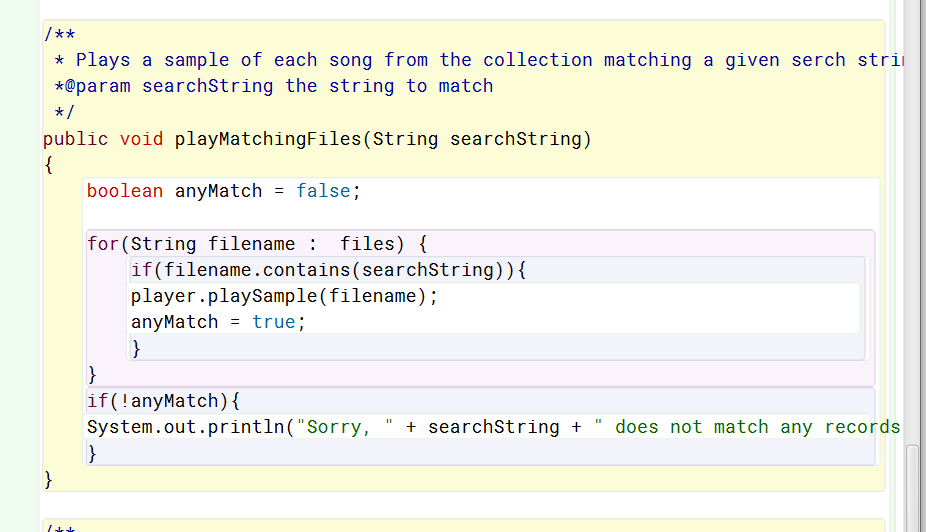 /**
 * Plays a sample of each song from the collection matching a given serch
 *@param searchString the string to match
 */
public void playMatchingFiles(String searchString)
{
    boolean anyMatch = false;

    for(String filename :  files) {
        if(filename.contains(searchString)){
        player.playSample(filename);
        anyMatch = true;
        }
    }
    if(!anyMatch){
    System.out.println("Sorry, " + searchString + " does not match any records
    }
}
/**